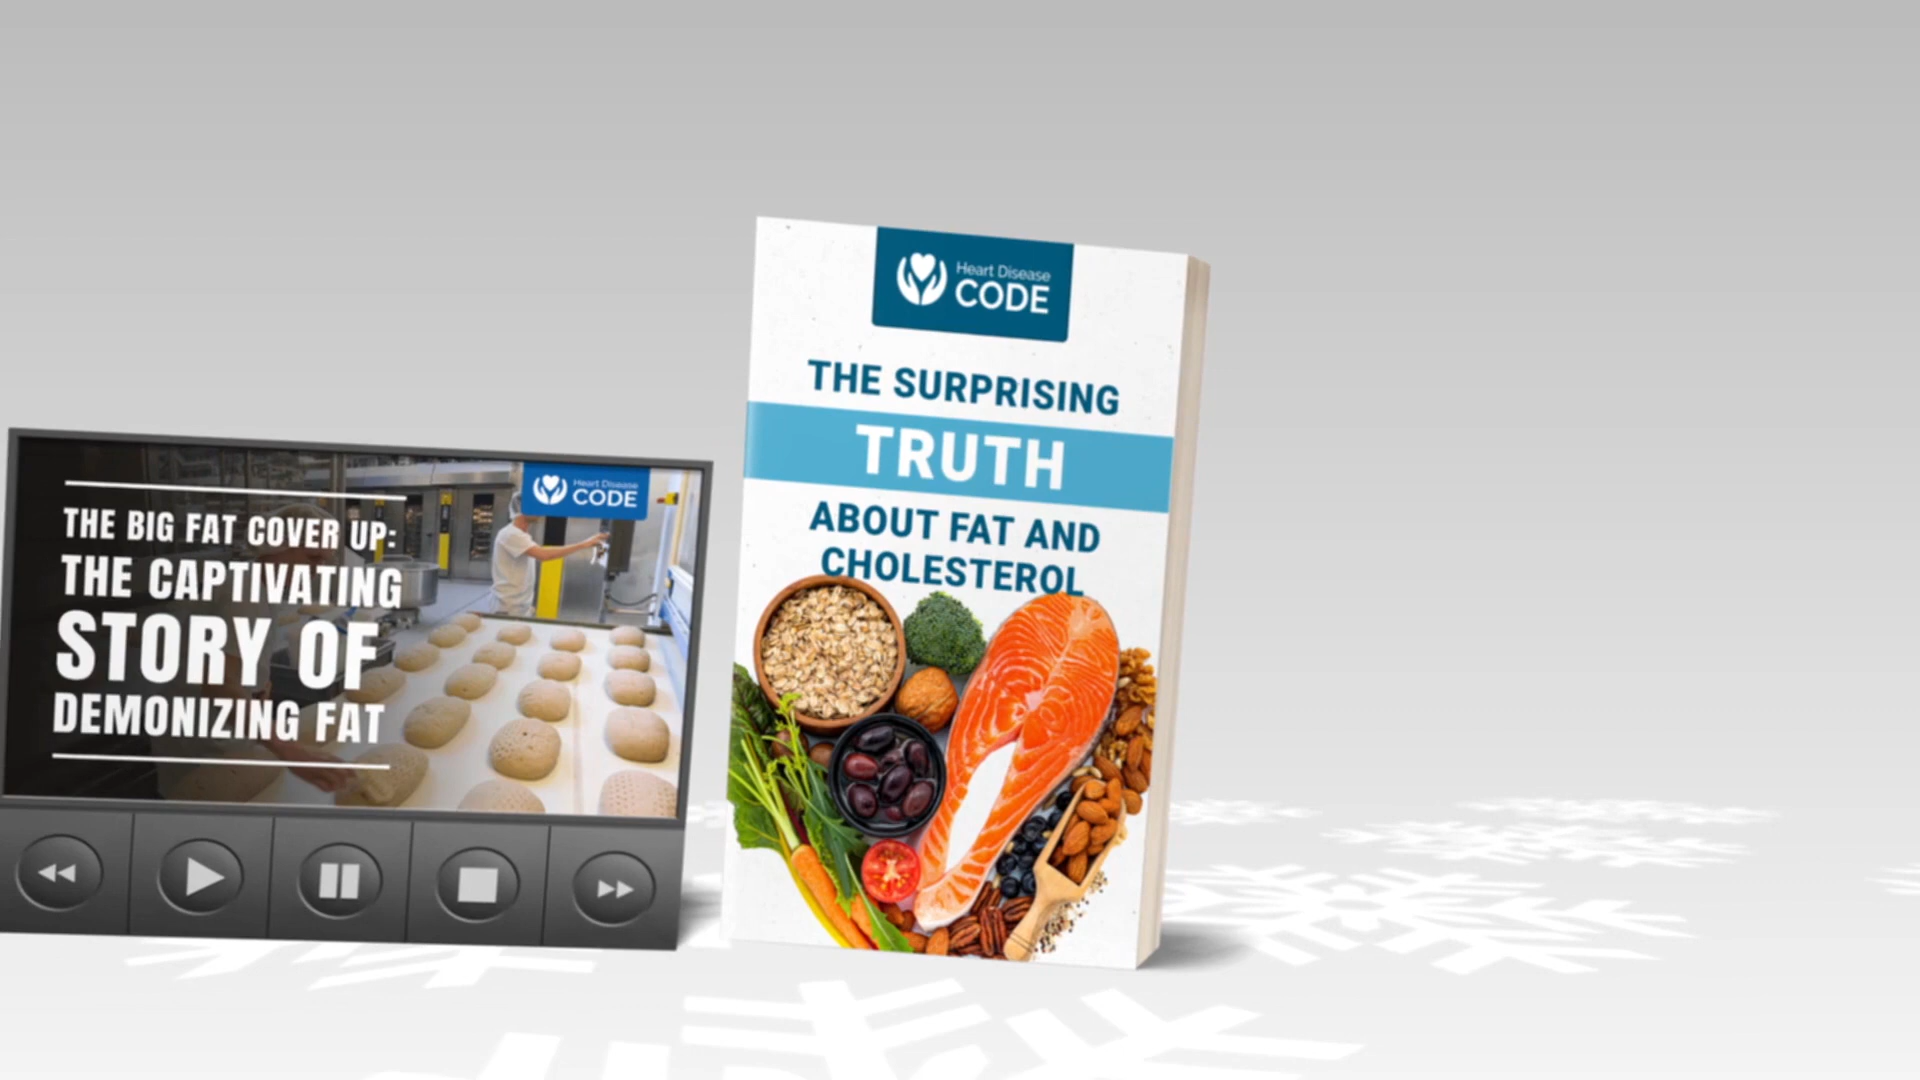 Heart Disease
CODE
THE BIG FAT COVER UP:
THE CAPTIVATING
STORY OF
DEMONIZING FAT
Heart Disease
CODE
THE SURPRISING
TRUTH
ABOUT FAT AND
CHOLESTEROL